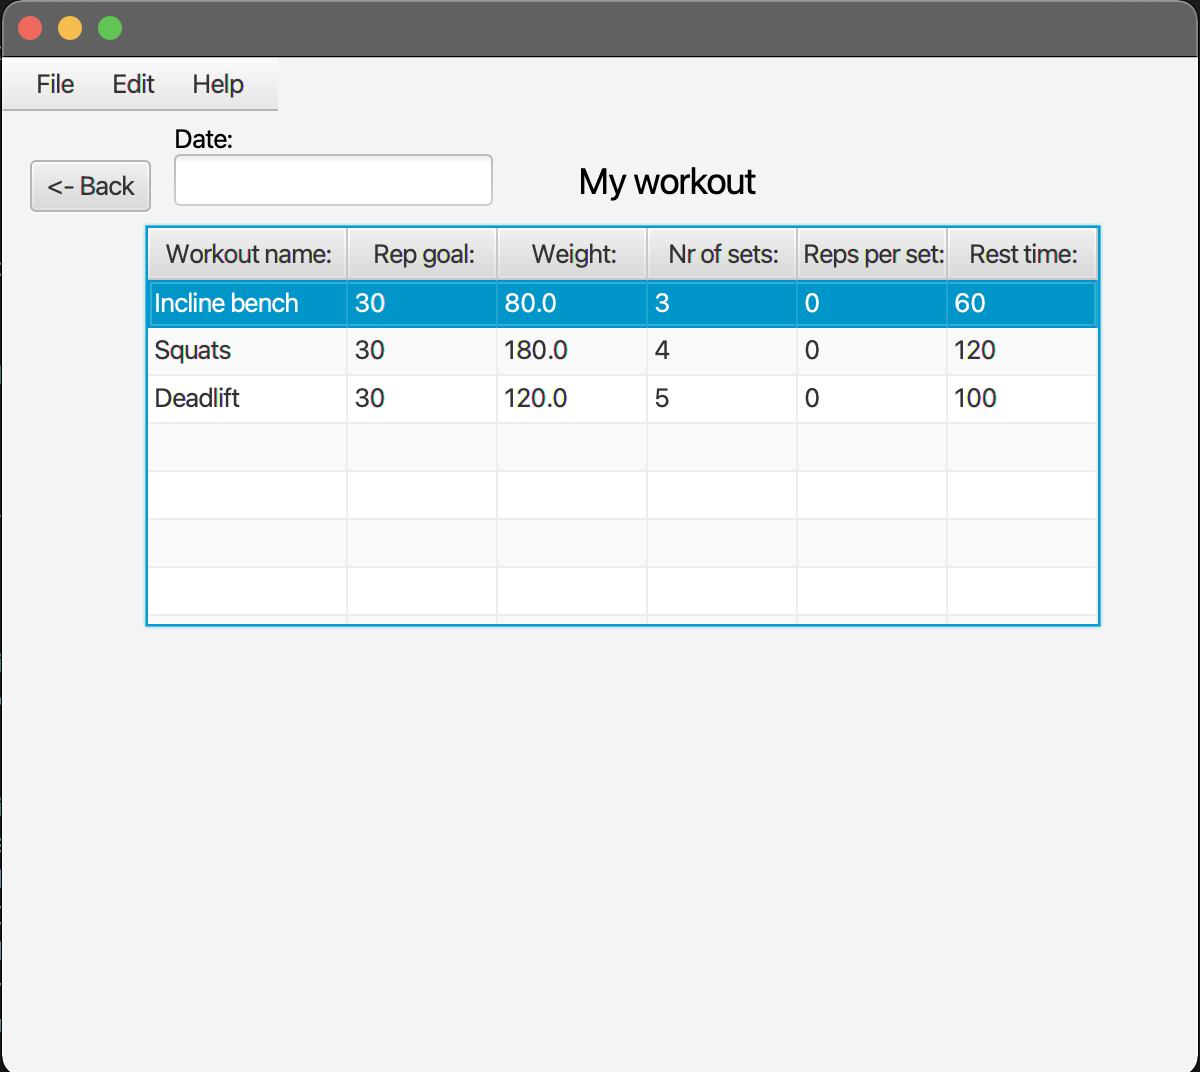 File Edit Help
Date:
<- Back
My workout
Workout name: Rep goal: Weight: Nr of sets: Reps per set: Rest time:
Incline bench 30 80.0 3 0 60
Squats 30 180.0 4 0 120
Deadlift 30 120.0 5 0 100